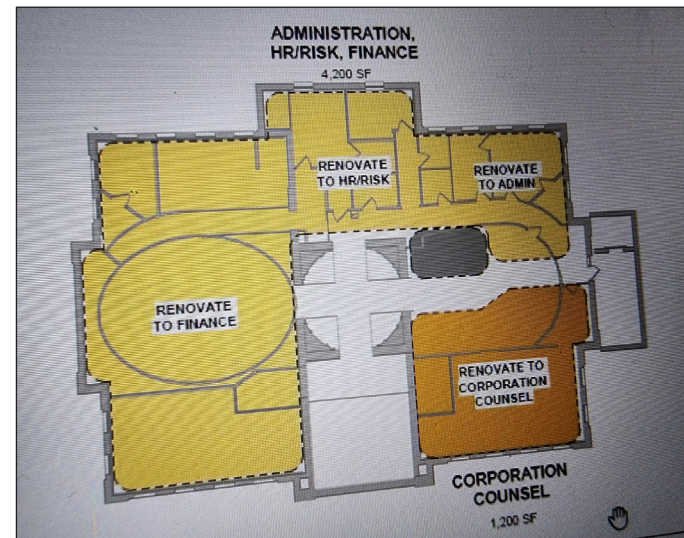 ADMINISTRATION,
HR/RISK, FINANCE
4,200 SF
RENOVATE
TO HR/RISK
RENOVATE
TO ADMIN
RENOVATE
TO FINANCE
RENOVATE TO
CORPORATION
COUNSEL
CORPORATION
COUNSEL
1,200 SF